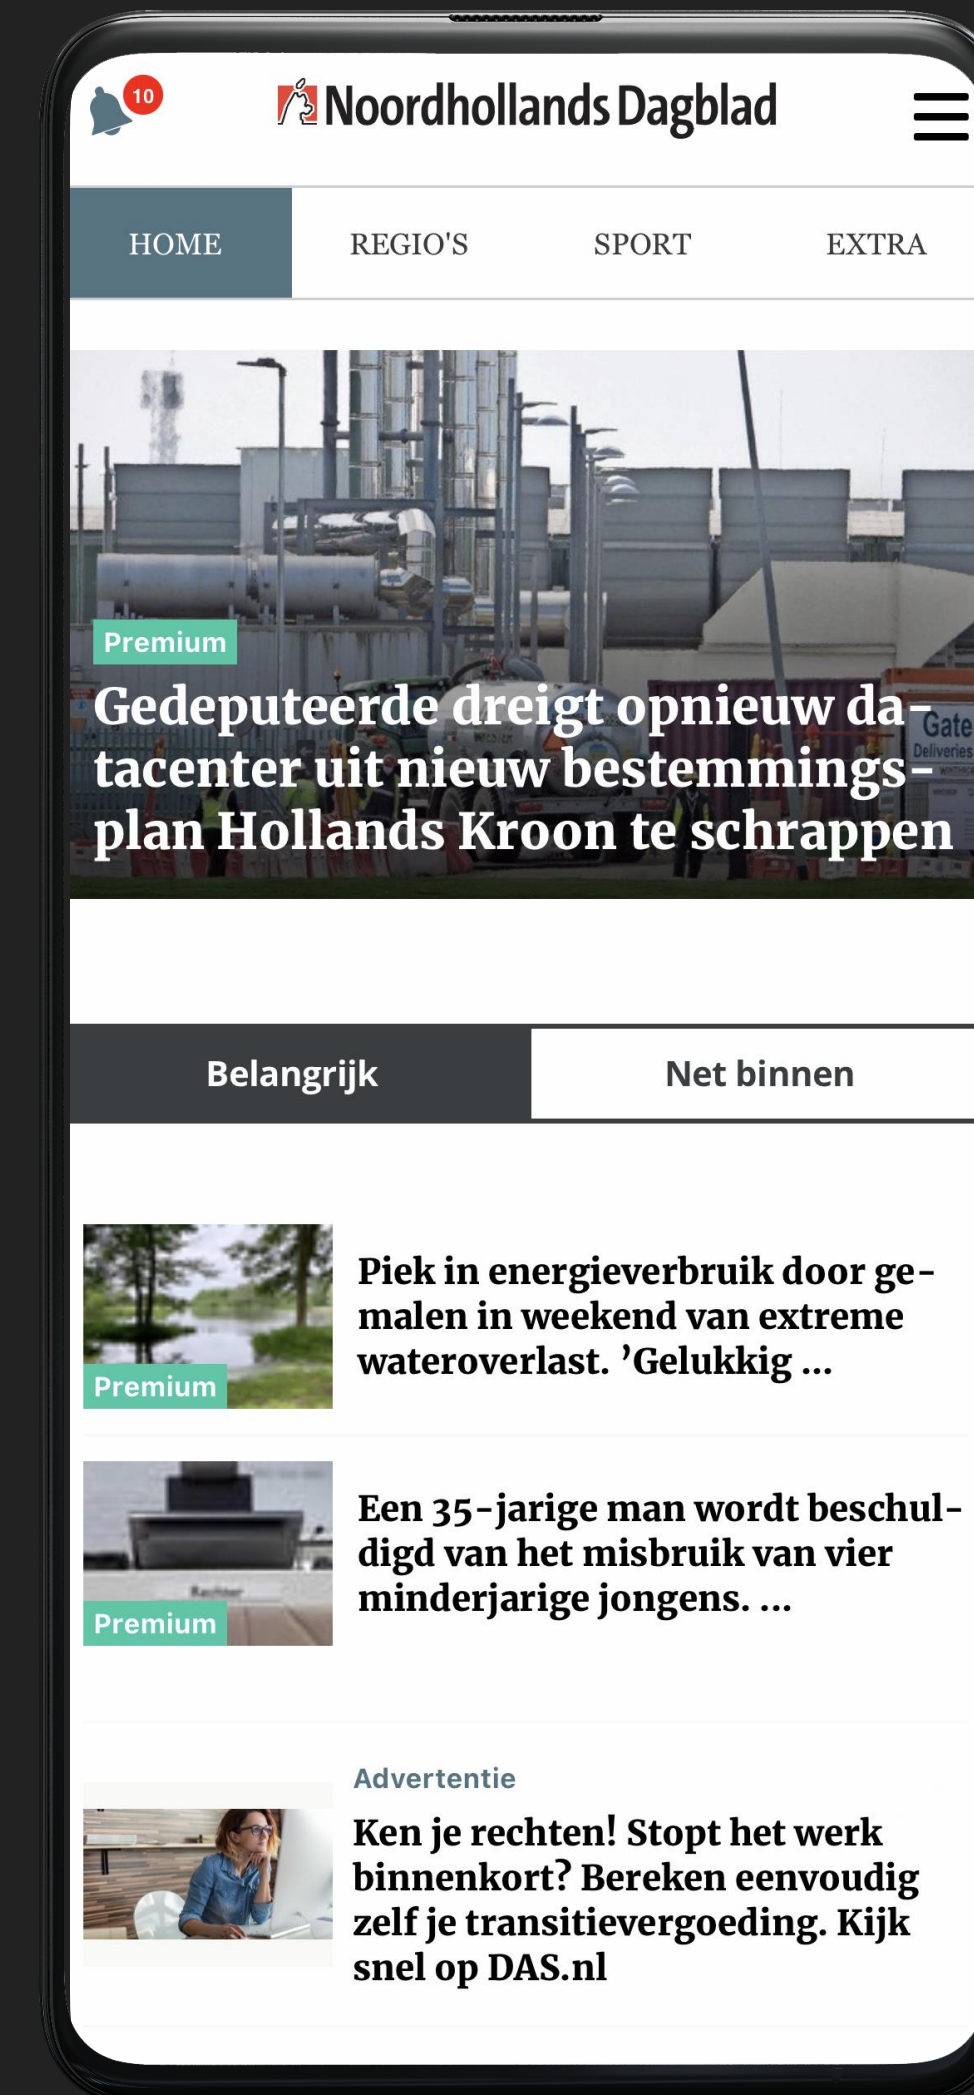 10
Noordhollands Dagblad
HOME REGIO'S SPORT EXTRA
Gate
Deliveries
Premium
Gedeputeerde dreigt opnieuw da-
tacenter uit nieuw bestemmings-
plan Hollands Kroon te schrappen
Belangrijk Net binnen
Piek in energieverbruik door ge-
malen in weekend van extreme
wateroverlast. ’Gelukkig ...
Premium
Een 35-jarige man wordt beschul-
digd van het misbruik van vier
minderjarige jongens. ...
Rechter
Premium
Advertentie
Ken je rechten! Stopt het werk
binnenkort? Bereken eenvoudig
zelf je transitievergoeding. Kijk
snel op DAS.nl